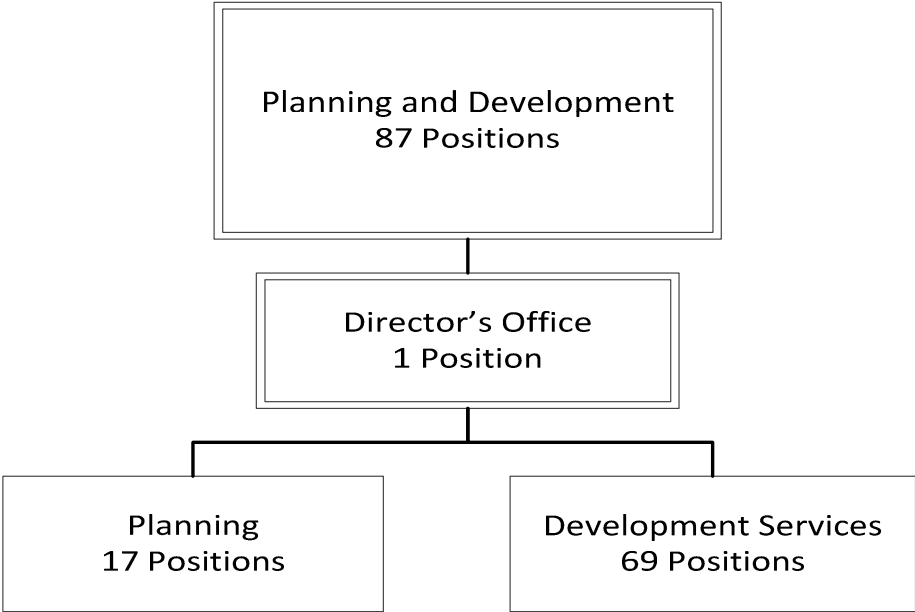 Planning and Development
87 Positions
Director’s Office
1 Position
Planning
17 Positions
Development Services
69 Positions